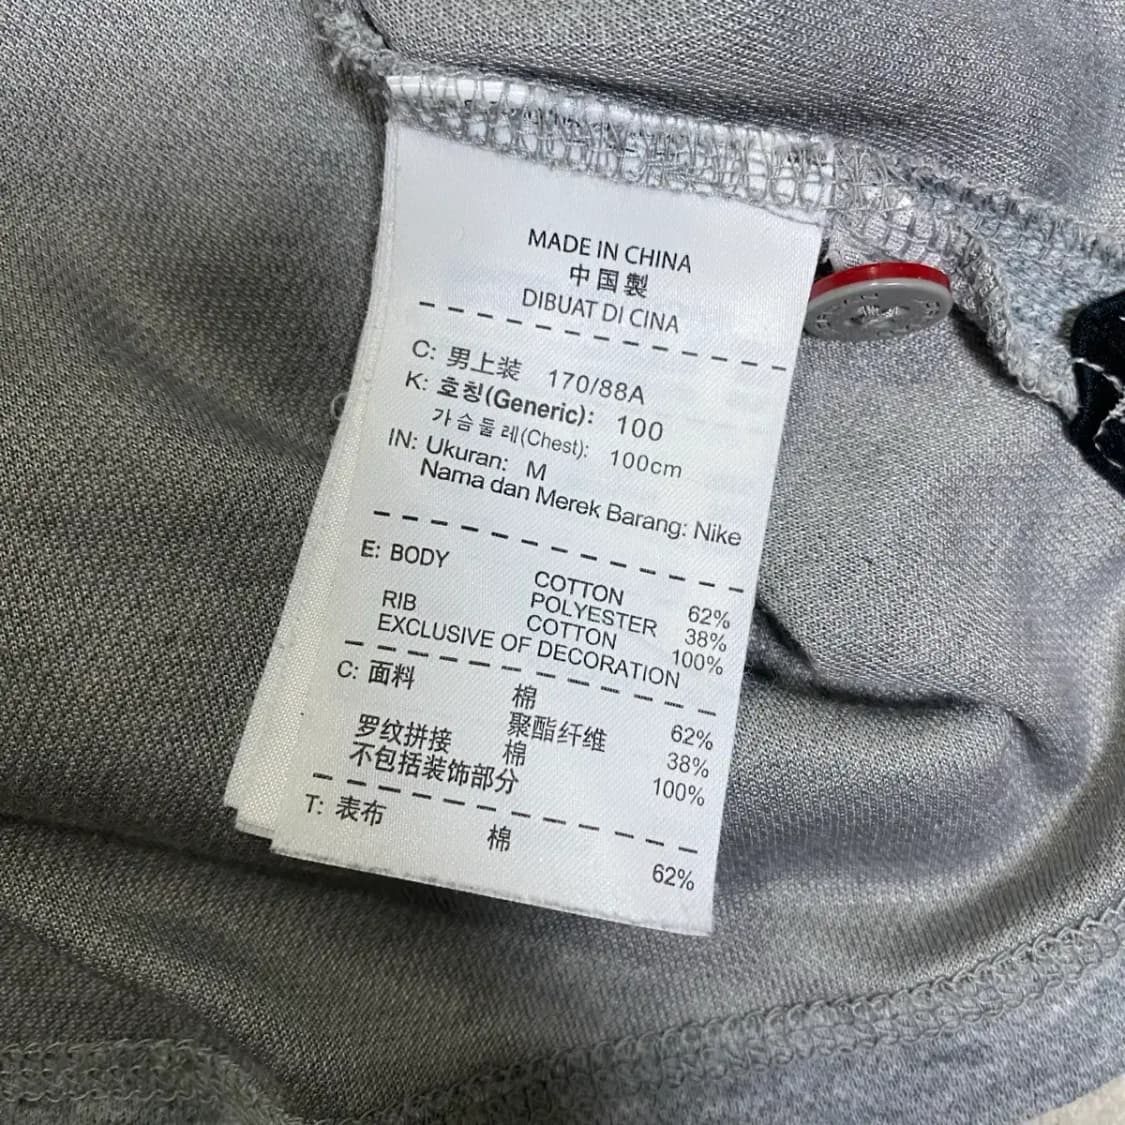 MADE IN CHINA
中国製
DIBUAT DI CINA
C: 男上装 170/88A
K: 호칭(Generic): 100
가슴둘레(Chest): 100cm
IN: Ukuran: M
Nama dan Merek Barang: Nike
E: BODY
COTTON 62%
POLYESTER 38%
RIB COTTON 100%
EXCLUSIVE OF DECORATION
C: 面料
棉 62%
聚酯纤维 38%
罗纹拼接 棉 100%
不包括装饰部分
T: 表布
棉 62%